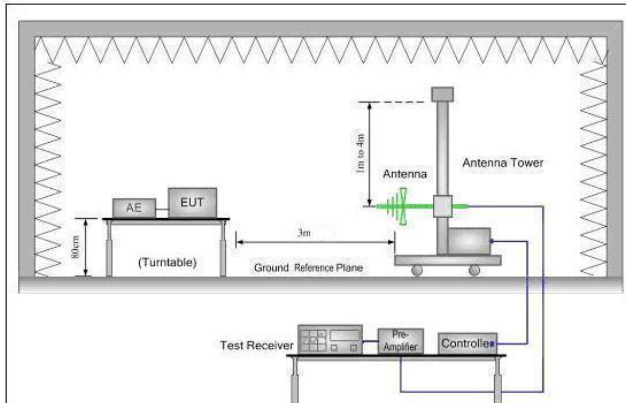 1m to 4m
Antenna
Antenna Tower
AE
EUT
3m
80cm
(Turntable)
Ground Reference Plane
Test Receiver
Pre-
Amplifier
Controller